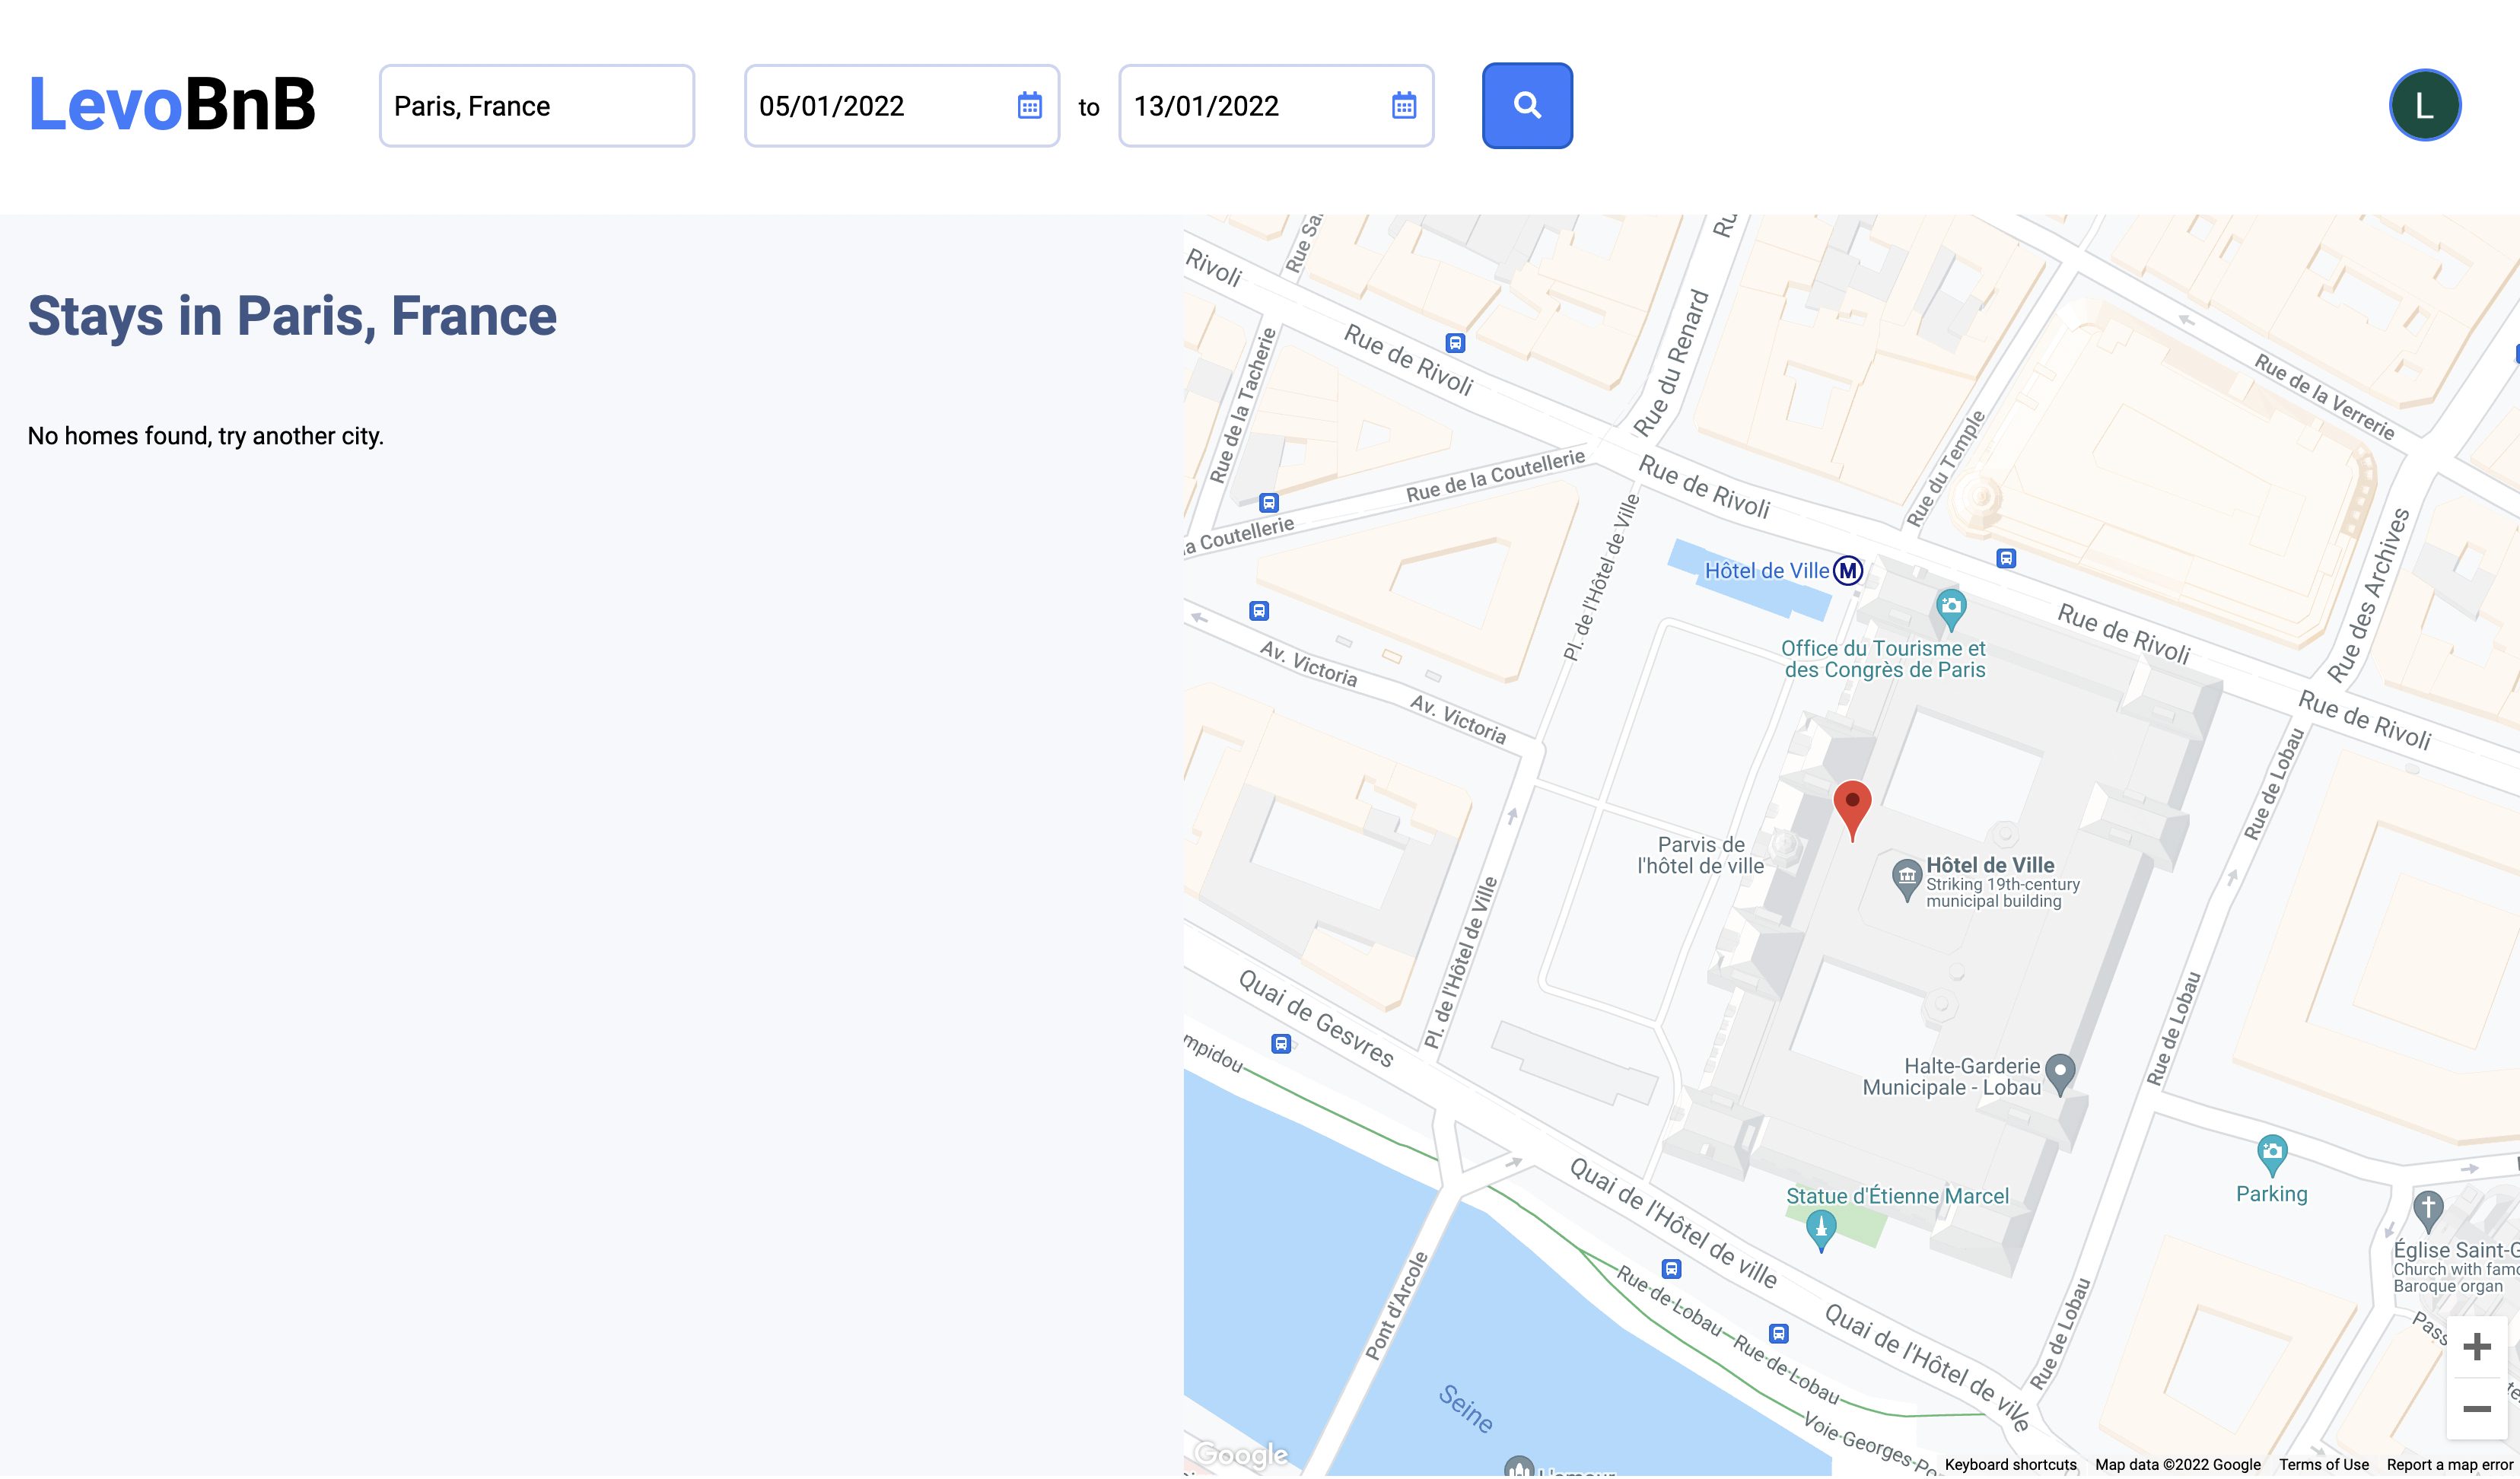 LevoBnB
Paris, France
05/01/2022
to
13/01/2022
L
Stays in Paris, France
No homes found, try another city.
Rivoli
Rue de Rivoli
Rue du Renard
Rue de la Tacherie
Rue de la Coutellerie
la Coutellerie
Rue de Rivoli
Rue du Temple
Rue de la Verrerie
Rue des Archives
Pl. de l'Hôtel de Ville
Hôtel de Ville
M
Office du Tourisme et
des Congrès de Paris
Rue de Rivoli
Rue de Rivoli
Av. Victoria
Av. Victoria
Rue de Lobau
Parvis de
l'hôtel de ville
Hôtel de Ville
Striking 19th-century
municipal building
Pl. de l'Hôtel de Ville
Quai de Gesvres
Rue de Lobau
Halte-Garderie
Municipale - Lobau
Statue d'Étienne Marcel
Parking
Quai de l'Hôtel de ville
Pont d'Arcole
Rue de Lobau
Rue de Lobau
Quai de l'Hôtel de ville
Rue de Lobau
Église Saint-G
Church with famo
Baroque organ
Seine
Google
Keyboard shortcuts
Map data ©2022 Google
Terms of Use
Report a map error